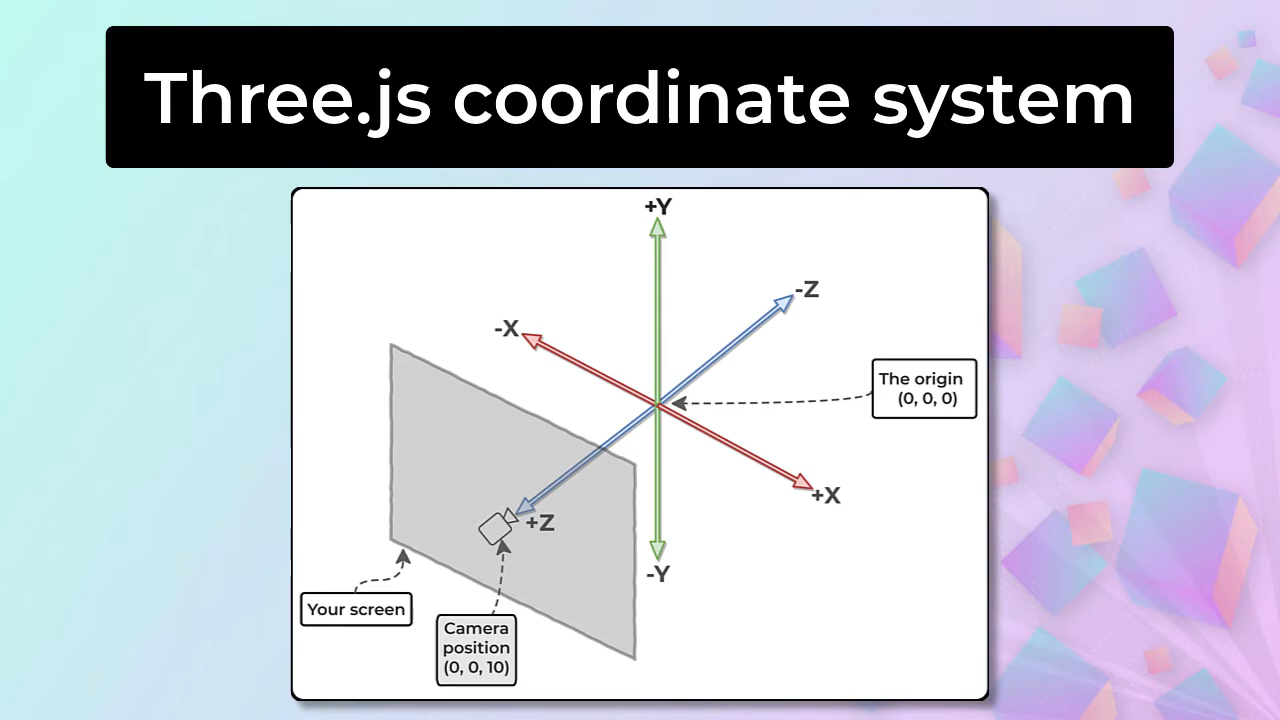 Three.js coordinate system
+Y
-Z
-X
The origin
(0, 0, 0)
+X
+Z
-Y
Your screen
Camera
position
(0, 0, 10)